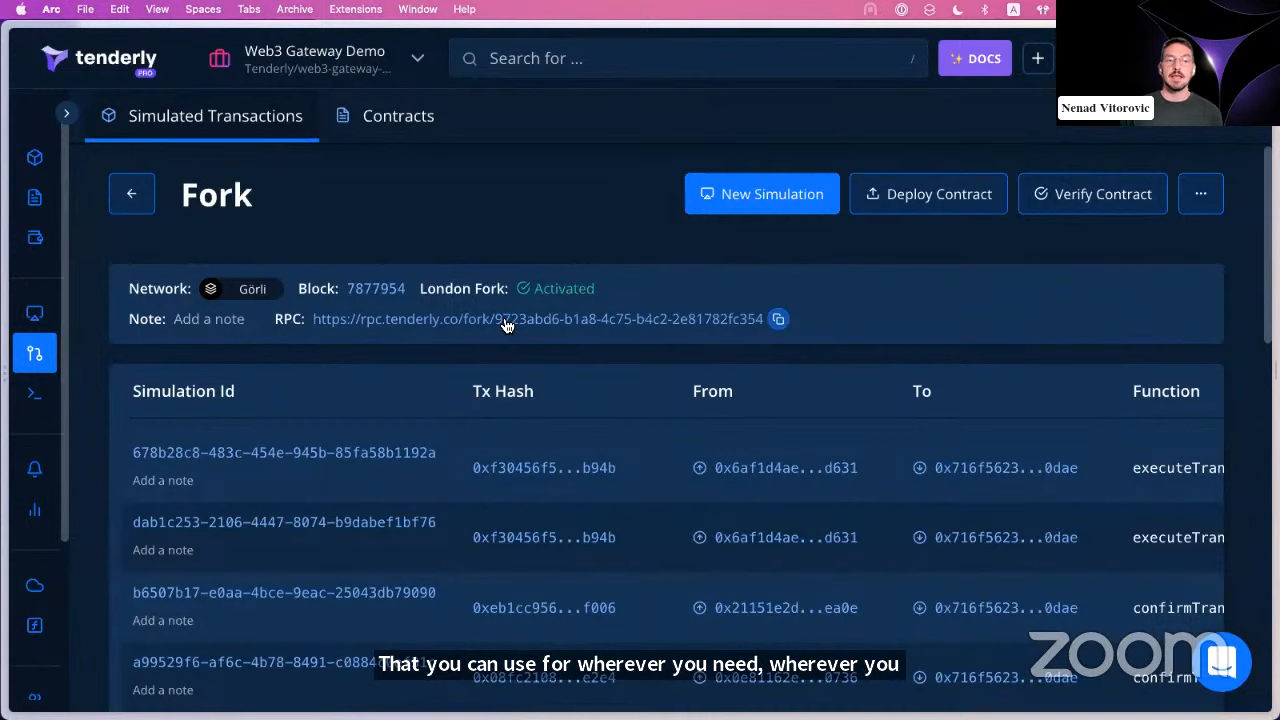 Arc File Edit View Spaces Tabs Archive Extensions Window Help A
tenderly
PRO
Web3 Gateway Demo
Tenderly/web3-gateway-...
Search for ...
/
DOCS
Nenad Vitorovic
Simulated Transactions
Contracts
Fork
New Simulation
Deploy Contract
Verify Contract
...
Network: Görli Block: 7877954 London Fork: Activated
Note: Add a note RPC: https://rpc.tenderly.co/fork/9723abd6-b1a8-4c75-b4c2-2e81782fc354
Simulation Id Tx Hash From To Function
678b28c8-483c-454e-945b-85fa58b1192a
Add a note
0xf30456f5...b94b 0x6af1d4ae...d631 0x716f5623...0dae executeTran
dab1c253-2106-4447-8074-b9dabef1bf76
Add a note
0xf30456f5...b94b 0x6af1d4ae...d631 0x716f5623...0dae executeTran
b6507b17-e0aa-4bce-9eac-25043db79090
Add a note
0xeb1cc956...f006 0x21151e2d...ea0e 0x716f5623...0dae confirmTran
Add a note
0x08fc2108...e2e4 0x0e81162e...0736 0x716f5623...0dae
That you can use for wherever you need, wherever you
zoom